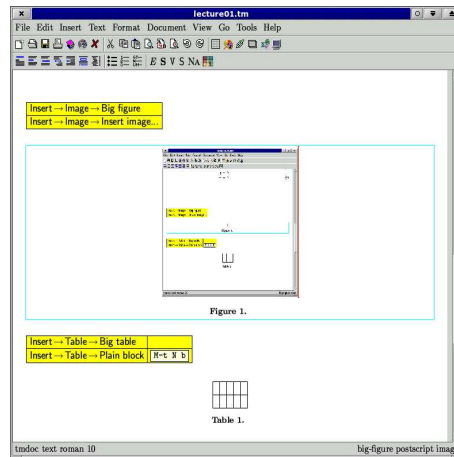 lecture01.tm
File Edit Insert Text Format Document View Go Tools Help
E S V S NA
Insert → Image → Big figure
Insert → Image → Insert image...
Figure 1.
Insert → Table → Big table
Insert → Table → Plain block M-t N b
Table 1.
tmdoc text roman 10 big-figure postscript imag